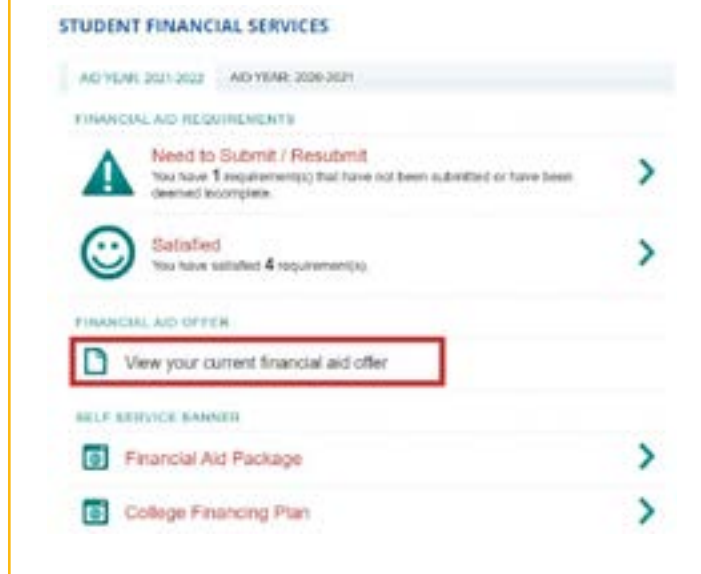 STUDENT FINANCIAL SERVICES
AID YEAR: 2021-2022 AID YEAR: 2020-2021
FINANCIAL AID REQUIREMENTS
Need to Submit / Resubmit
You have 1 requirement(s) that have not been submitted or have been
deemed incomplete.
Satisfied
You have satisfied 4 requirement(s).
FINANCIAL AID OFFER
View your current financial aid offer
SELF SERVICE BANNER
Financial Aid Package
College Financing Plan